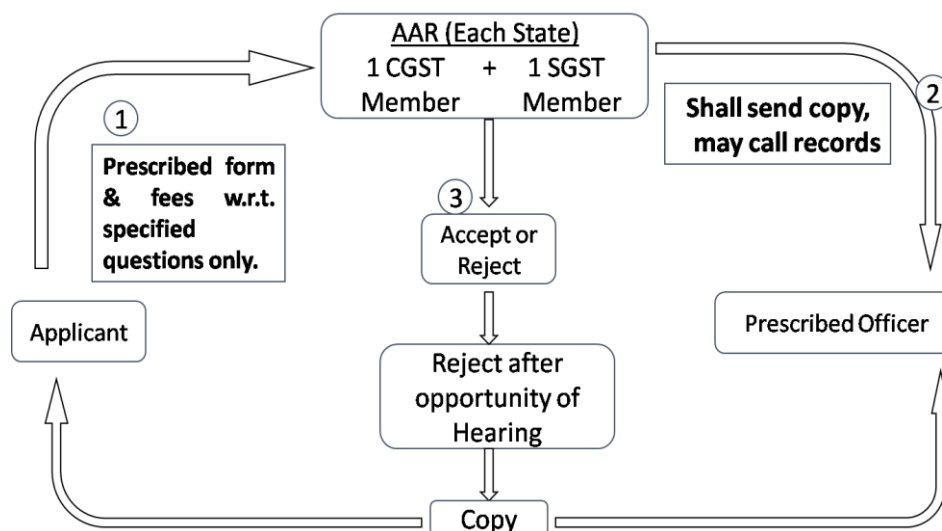 AAR (Each State)
1 CGST + 1 SGST
Member Member
1
Prescribed form
& fees w.r.t.
specified
questions only.
2
Shall send copy,
may call records
3
Accept or
Reject
Applicant
Prescribed Officer
Reject after
opportunity of
Hearing
Copy